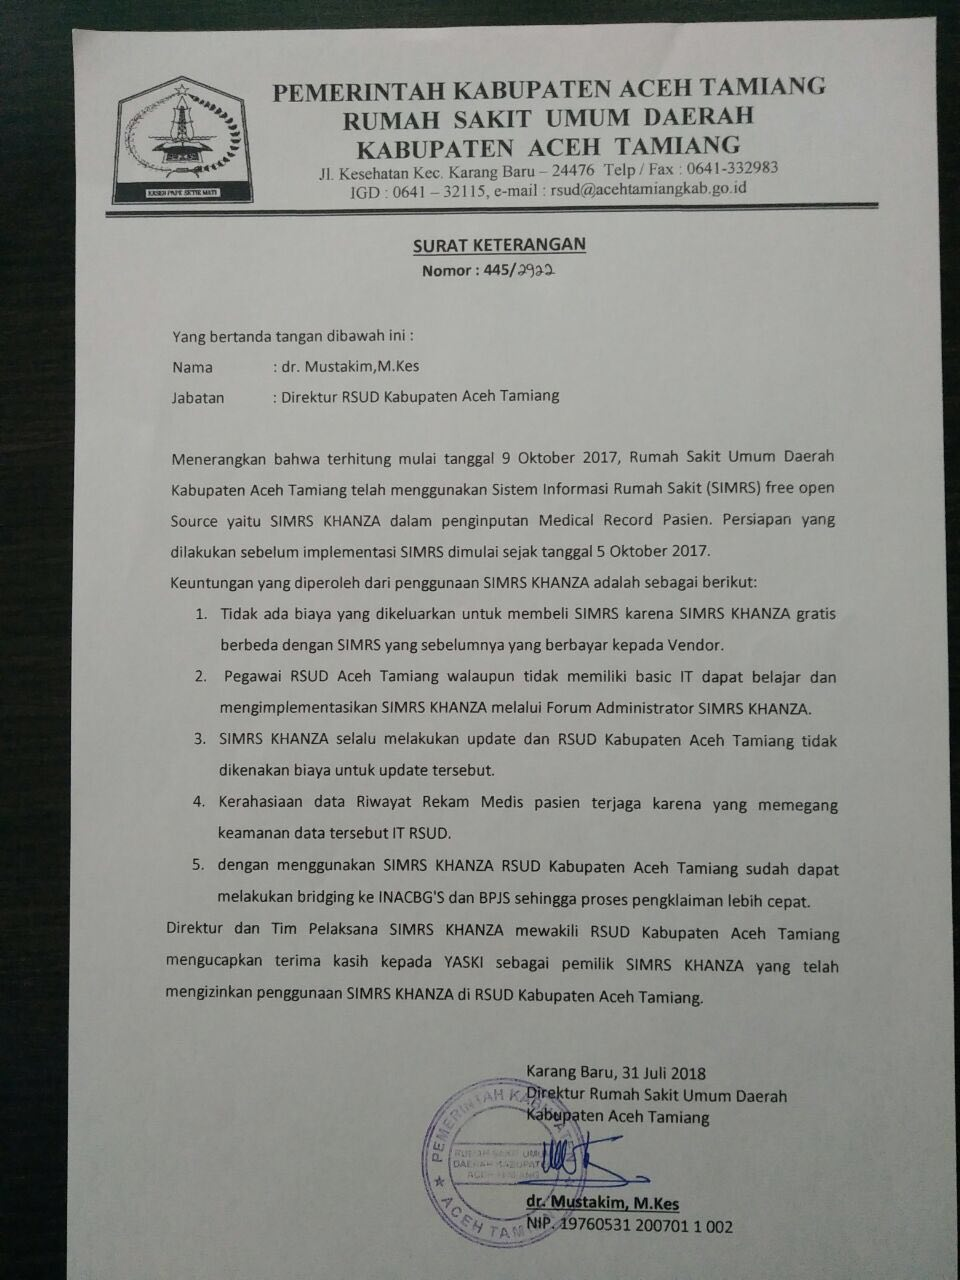 PEMERINTAH KABUPATEN ACEH TAMIANG
RUMAH SAKIT UMUM DAERAH
KABUPATEN ACEH TAMIANG
Jl. Kesehatan Kec. Karang Baru – 24476 Telp / Fax : 0641-332983
IGD : 0641 – 32115, e-mail : rsud@acehtamiangkab.go.id
SURAT KETERANGAN
Nomor : 445/2922
Yang bertanda tangan dibawah ini :
Nama : dr. Mustakim,M.Kes
Jabatan : Direktur RSUD Kabupaten Aceh Tamiang
Menerangkan bahwa terhitung mulai tanggal 9 Oktober 2017, Rumah Sakit Umum Daerah
Kabupaten Aceh Tamiang telah menggunakan Sistem Informasi Rumah Sakit (SIMRS) free open
Source yaitu SIMRS KHANZA dalam penginputan Medical Record Pasien. Persiapan yang
dilakukan sebelum implementasi SIMRS dimulai sejak tanggal 5 Oktober 2017.
Keuntungan yang diperoleh dari penggunaan SIMRS KHANZA adalah sebagai berikut:
1. Tidak ada biaya yang dikeluarkan untuk membeli SIMRS karena SIMRS KHANZA gratis
berbeda dengan SIMRS yang sebelumnya yang berbayar kepada Vendor.
2. Pegawai RSUD Aceh Tamiang walaupun tidak memiliki basic IT dapat belajar dan
mengimplementasikan SIMRS KHANZA melalui Forum Administrator SIMRS KHANZA.
3. SIMRS KHANZA selalu melakukan update dan RSUD Kabupaten Aceh Tamiang tidak
dikenakan biaya untuk update tersebut.
4. Kerahasiaan data Riwayat Rekam Medis pasien terjaga karena yang memegang
keamanan data tersebut IT RSUD.
5. dengan menggunakan SIMRS KHANZA RSUD Kabupaten Aceh Tamiang sudah dapat
melakukan bridging ke INACBG'S dan BPJS sehingga proses pengklaiman lebih cepat.
Direktur dan Tim Pelaksana SIMRS KHANZA mewakili RSUD Kabupaten Aceh Tamiang
mengucapkan terima kasih kepada YASKI sebagai pemilik SIMRS KHANZA yang telah
mengizinkan penggunaan SIMRS KHANZA di RSUD Kabupaten Aceh Tamiang.
Karang Baru, 31 Juli 2018
Direktur Rumah Sakit Umum Daerah
Kabupaten Aceh Tamiang
PEMERINTAH KABUPATEN
RUMAH SAKIT UMUM
DAERAH KABUPATEN
ACEH TAMIANG
ACEH TAMIANG
dr. Mustakim, M.Kes
NIP. 19760531 200701 1 002